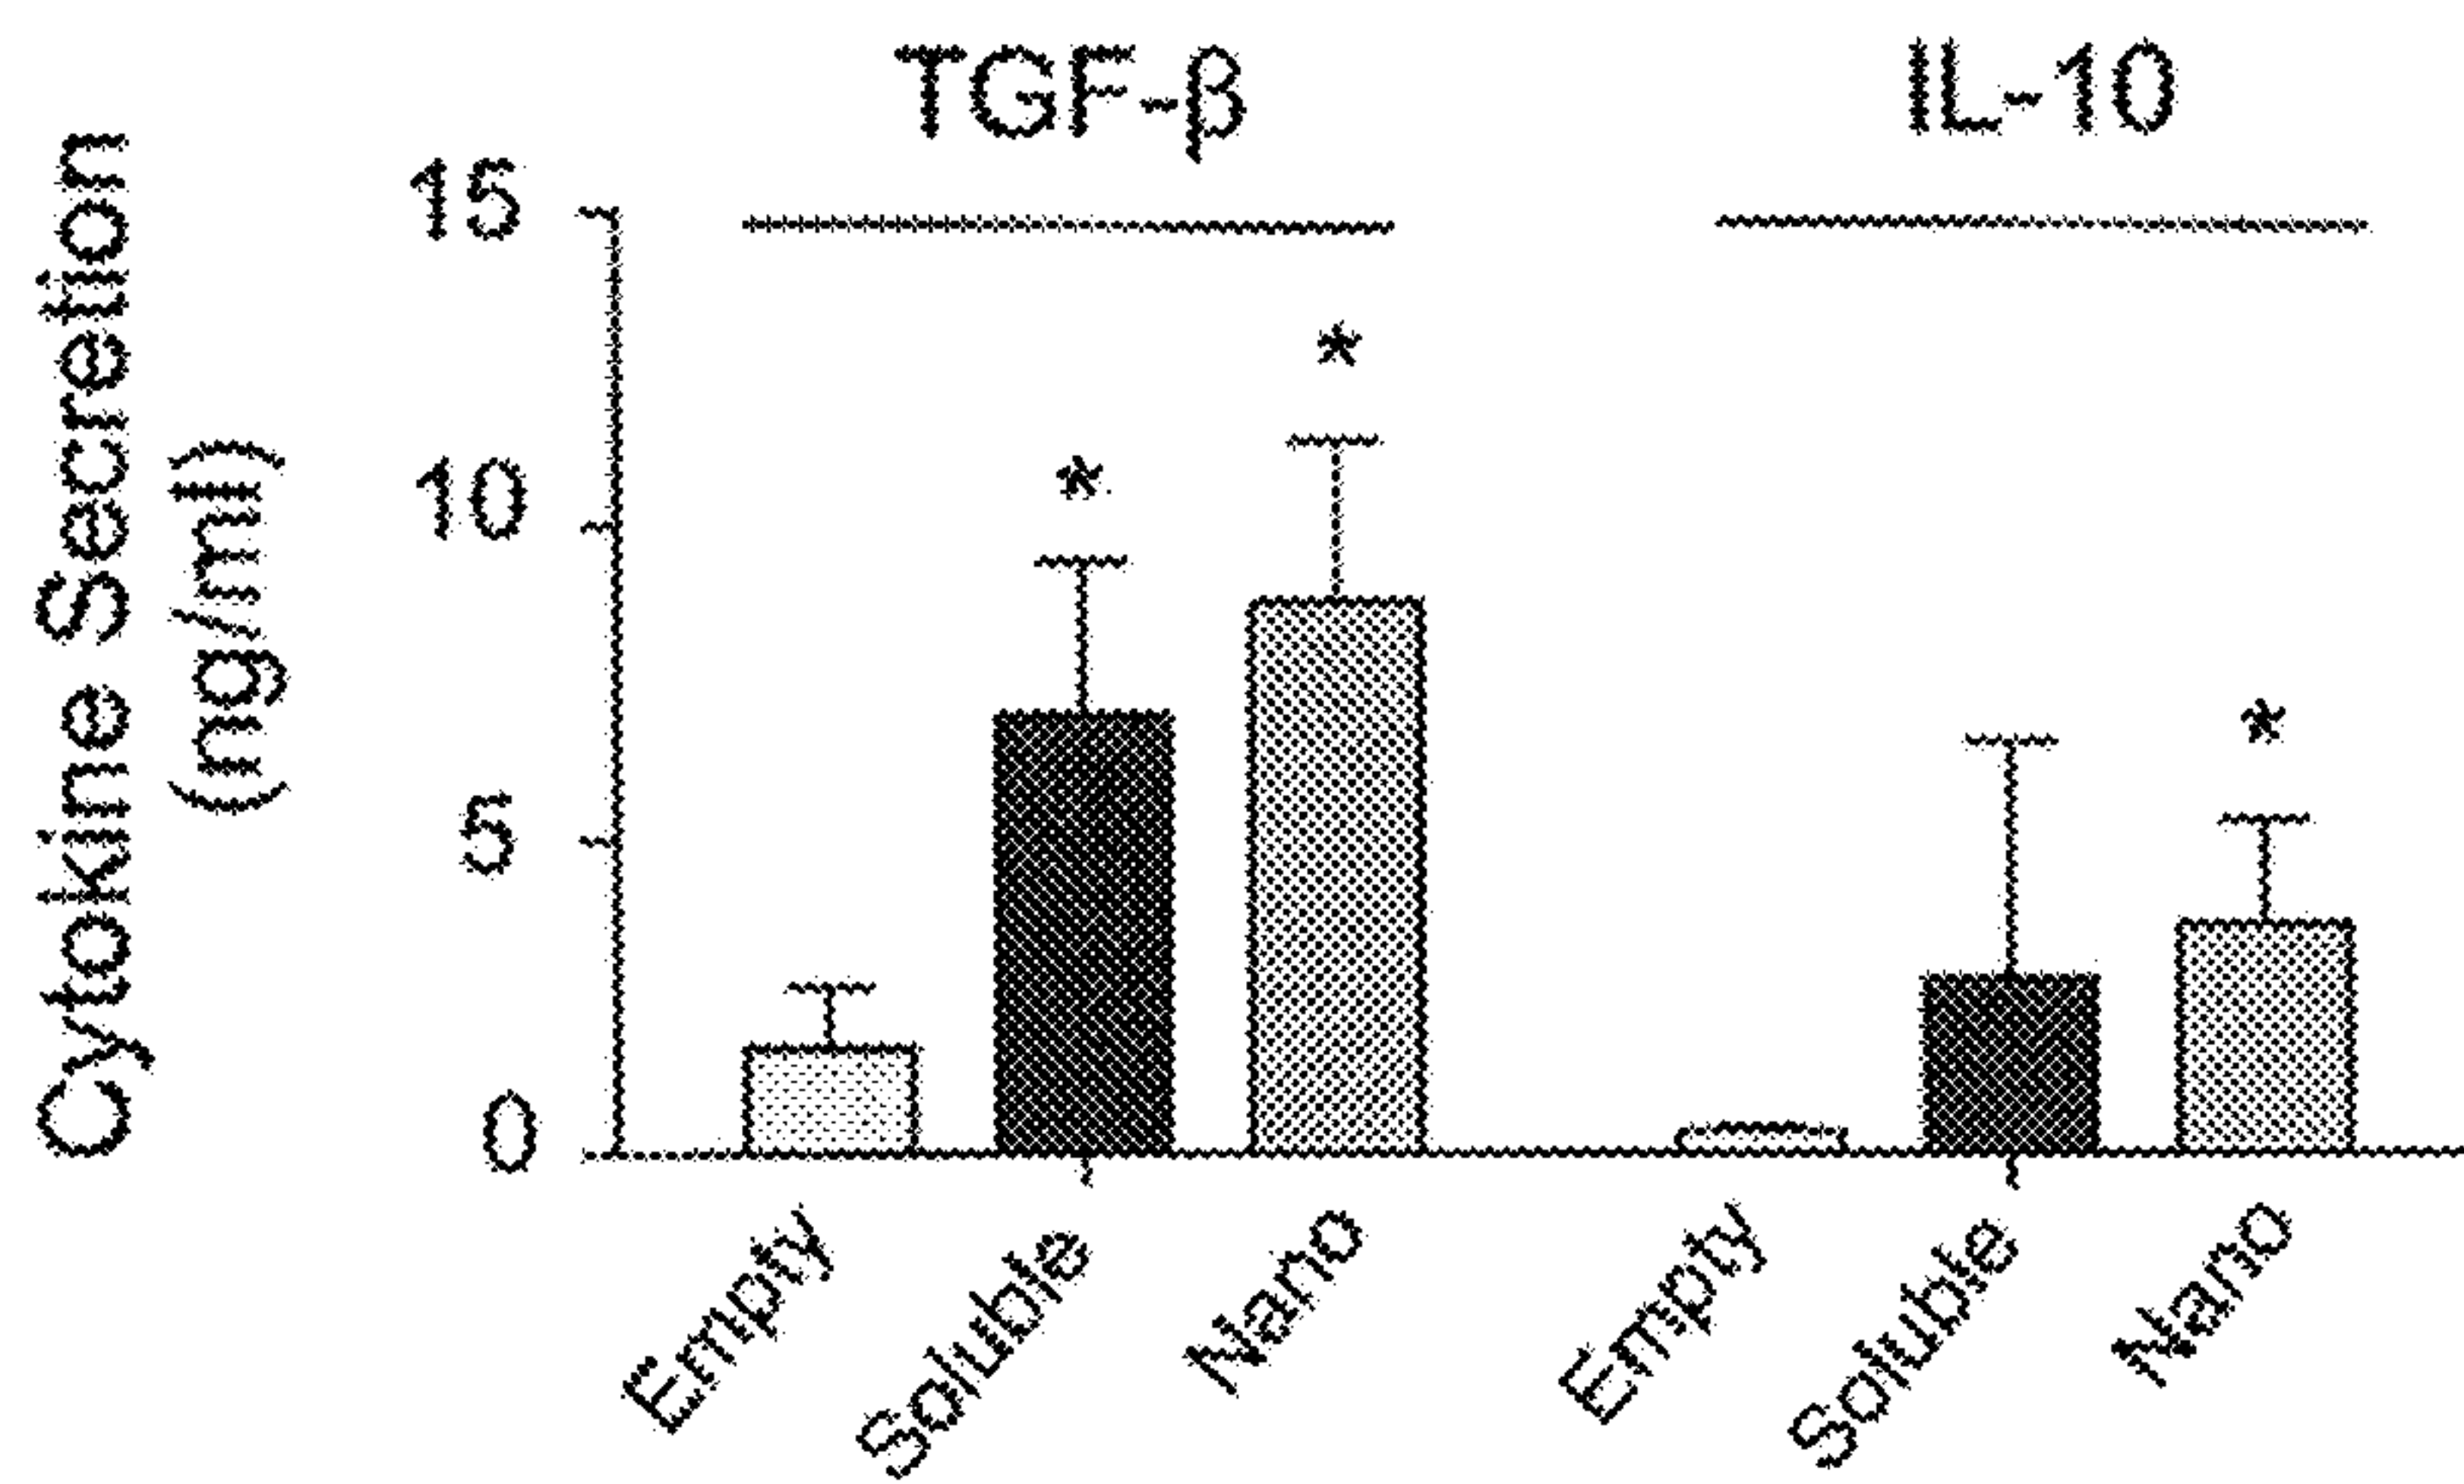 TGF-β
IL-10
Cytokine Secretion
(ng/ml)
15
10
5
0
*
*
*
Empty
Soluble
Nano
Empty
Soluble
Nano